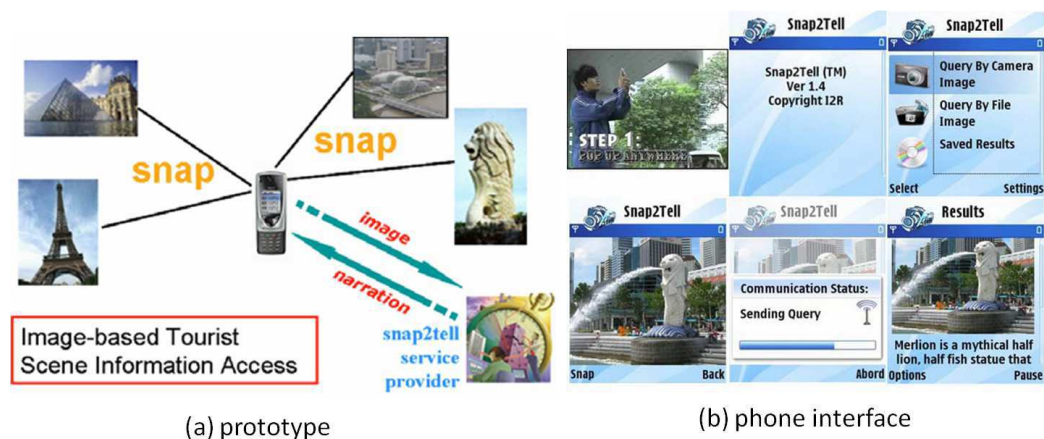 snap
snap
image
narration
snap2tell
service
provider
Image-based Tourist
Scene Information Access
(a) prototype
STEP 1:
POP UP ANYWHERE
Snap2Tell
Snap2Tell (TM)
Ver 1.4
Copyright I2R
Snap2Tell
Query By Camera
Image
Query By File
Image
Saved Results
Select Settings
Snap2Tell
Snap Back
Snap2Tell
Communication Status:
Sending Query
Abord
Results
Merlion is a mythical half
lion, half fish statue that
Options Pause
(b) phone interface